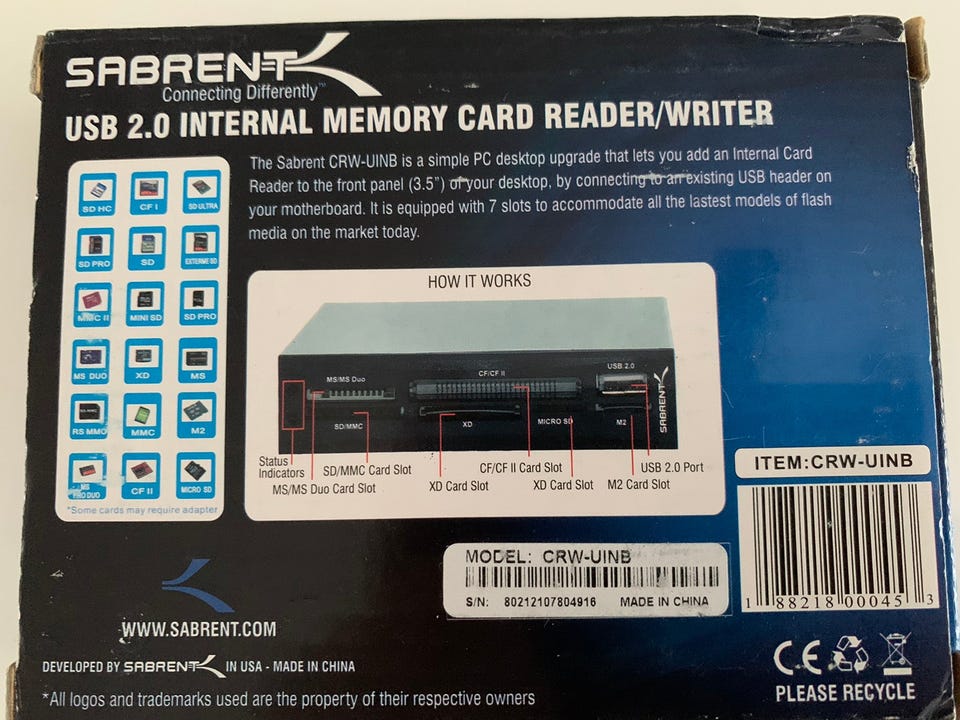 SABRENT
Connecting Differently™
USB 2.0 INTERNAL MEMORY CARD READER/WRITER
The Sabrent CRW-UINB is a simple PC desktop upgrade that lets you add an Internal Card
Reader to the front panel (3.5") of your desktop, by connecting to an existing USB header on
your motherboard. It is equipped with 7 slots to accommodate all the lastest models of flash
media on the market today.
SD HC CF I SD ULTRA
SD PRO SD EXTERME SD
MMC II MINI SD SD PRO
MS DUO XD MS
RS MMC MMC M2
MS PRO DUO CF II MICRO SD
*Some cards may require adapter
HOW IT WORKS
MS/MS Duo CF/CF II USB 2.0
SD/MMC XD MICRO SD M2 SABRENT
Status
Indicators
SD/MMC Card Slot CF/CF II Card Slot USB 2.0 Port
MS/MS Duo Card Slot XD Card Slot XD Card Slot M2 Card Slot
ITEM:CRW-UINB
1 88218 00045 3
MODEL: CRW-UINB
S/N: 80212107804916 MADE IN CHINA
WWW.SABRENT.COM
DEVELOPED BY SABRENT IN USA - MADE IN CHINA
*All logos and trademarks used are the property of their respective owners
CE
PLEASE RECYCLE